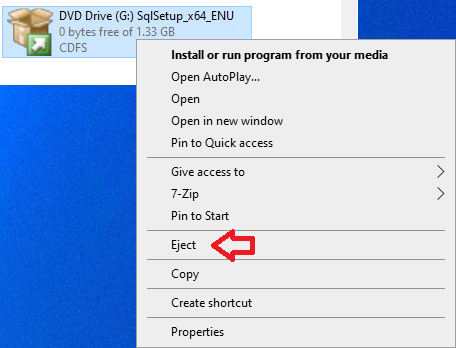 DVD Drive (G:) SqlSetup_x64_ENU
0 bytes free of 1.33 GB
CDFS
Install or run program from your media
Open AutoPlay...
Open
Open in new window
Pin to Quick access
Give access to
7-Zip
Pin to Start
Eject
Copy
Create shortcut
Properties